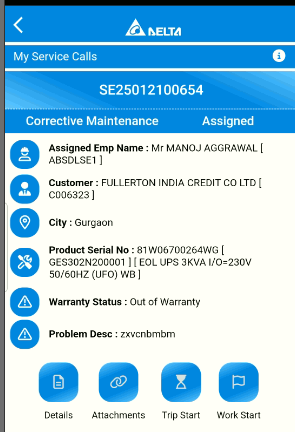 DELTA
My Service Calls
SE25012100654
Corrective Maintenance Assigned
Assigned Emp Name : Mr MANOJ AGGRAWAL [
ABSDLSE1 ]
Customer : FULLERTON INDIA CREDIT CO LTD [
C006323 ]
City : Gurgaon
Product Serial No : 81W06700264WG [
GES302N200001 ] [ EOL UPS 3KVA I/O=230V
50/60HZ (UFO) WB ]
Warranty Status : Out of Warranty
Problem Desc : zxvcnbmbm
Details Attachments Trip Start Work Start